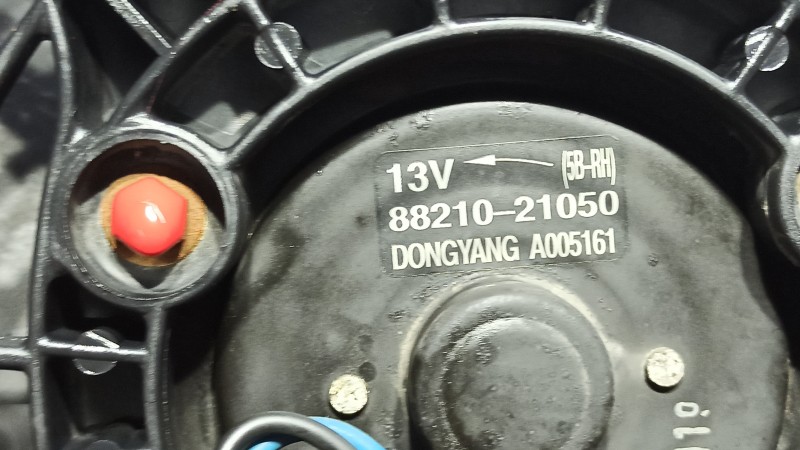 13V (5B-RH)
88210-21050
DONGYANG A005161